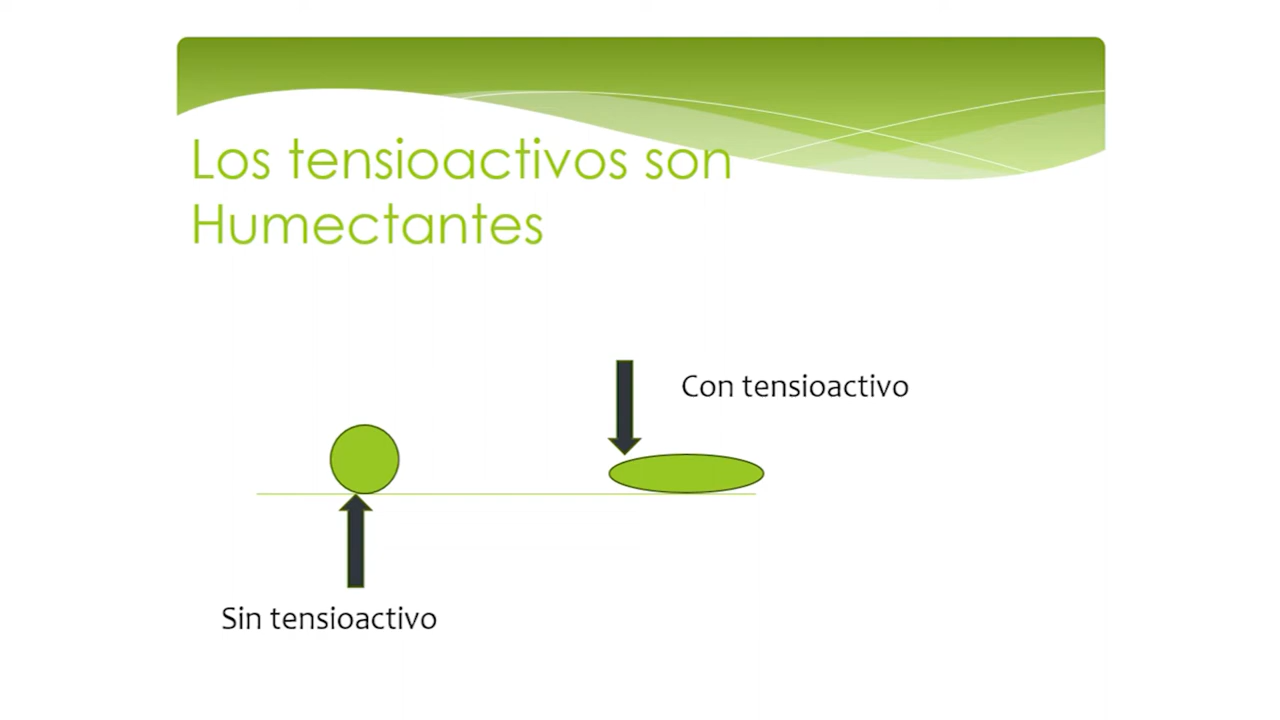 Los tensioactivos son
Humectantes
Con tensioactivo
Sin tensioactivo